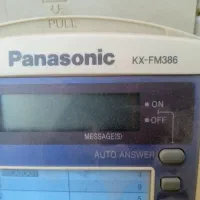 PULL
Panasonic KX-FM386
ON
OFF
MESSAGE(S)
AUTO ANSWER